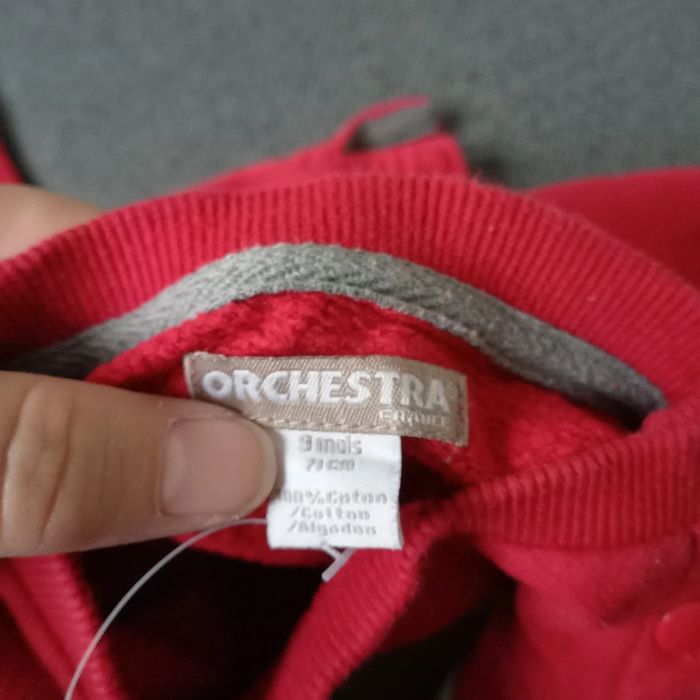 ORCHESTRA
FRANCE
9 mois
71 cm
100% Coton
/Cotton
/Algodon